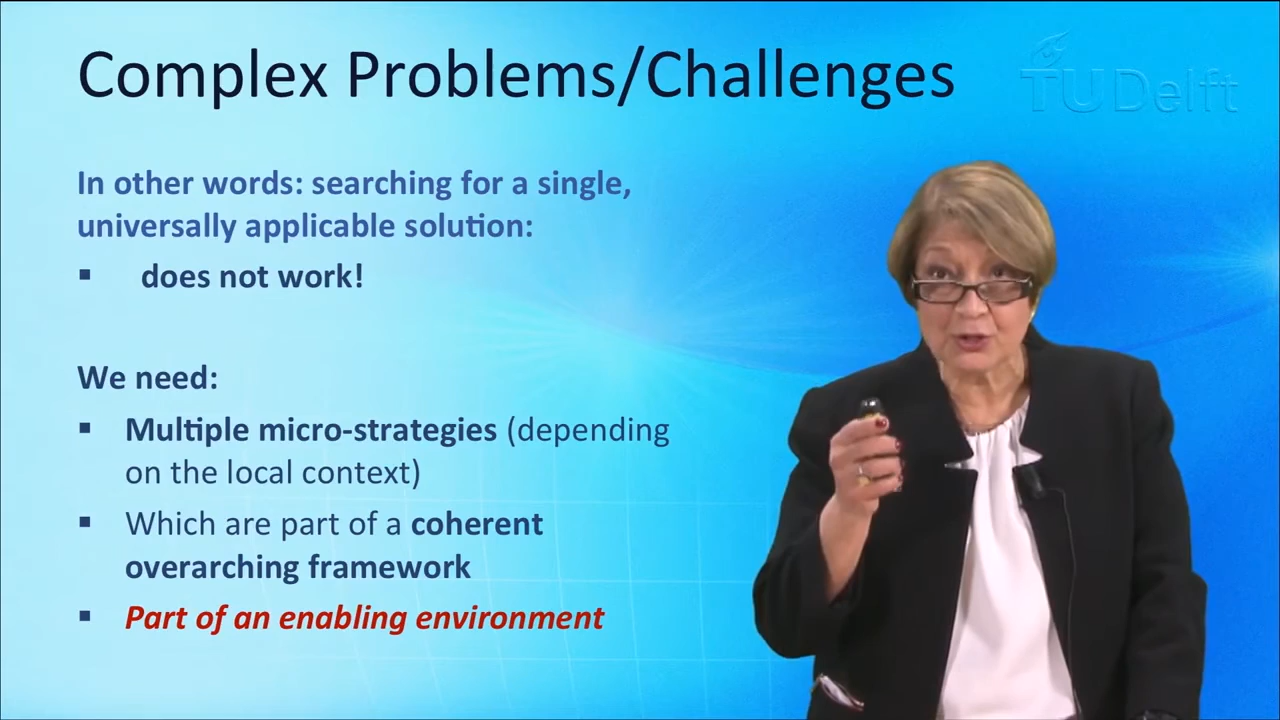 Complex Problems/Challenges
TU Delft
In other words: searching for a single,
universally applicable solution:
▪ does not work!
We need:
▪ Multiple micro-strategies (depending
on the local context)
▪ Which are part of a coherent
overarching framework
▪ Part of an enabling environment